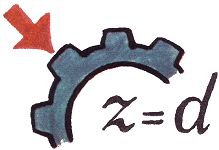 z = d